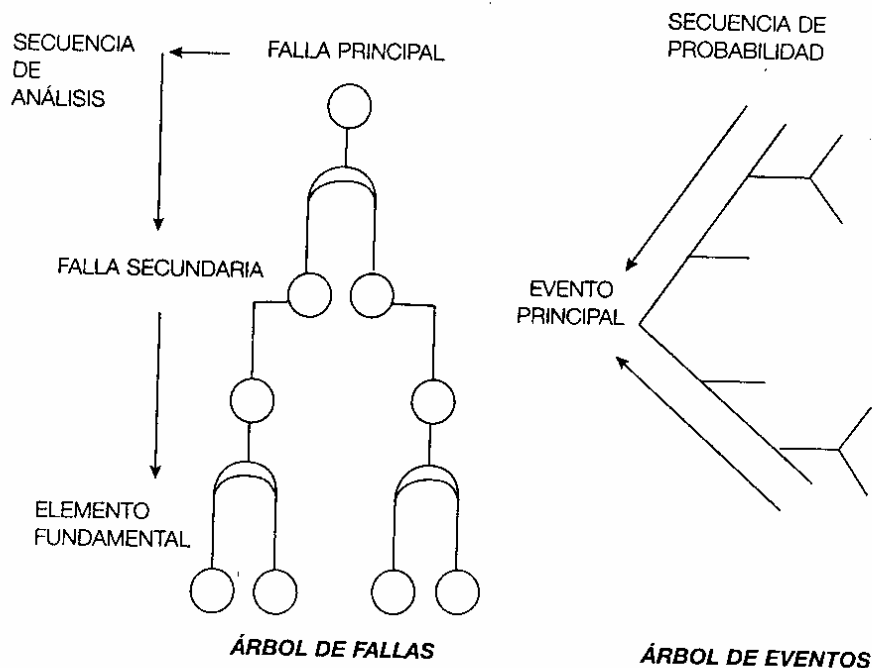 SECUENCIA
DE
ANÁLISIS
FALLA PRINCIPAL
FALLA SECUNDARIA
ELEMENTO
FUNDAMENTAL
ÁRBOL DE FALLAS
SECUENCIA DE
PROBABILIDAD
EVENTO
PRINCIPAL
ÁRBOL DE EVENTOS